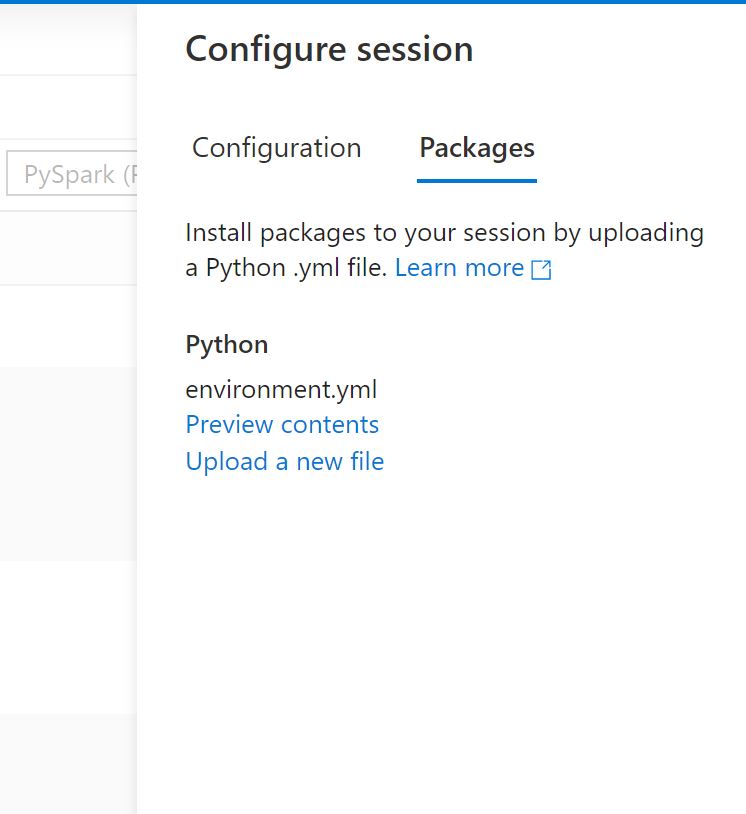 Configure session
Configuration
Packages
PySpark (
Install packages to your session by uploading
a Python .yml file. Learn more
Python
environment.yml
Preview contents
Upload a new file